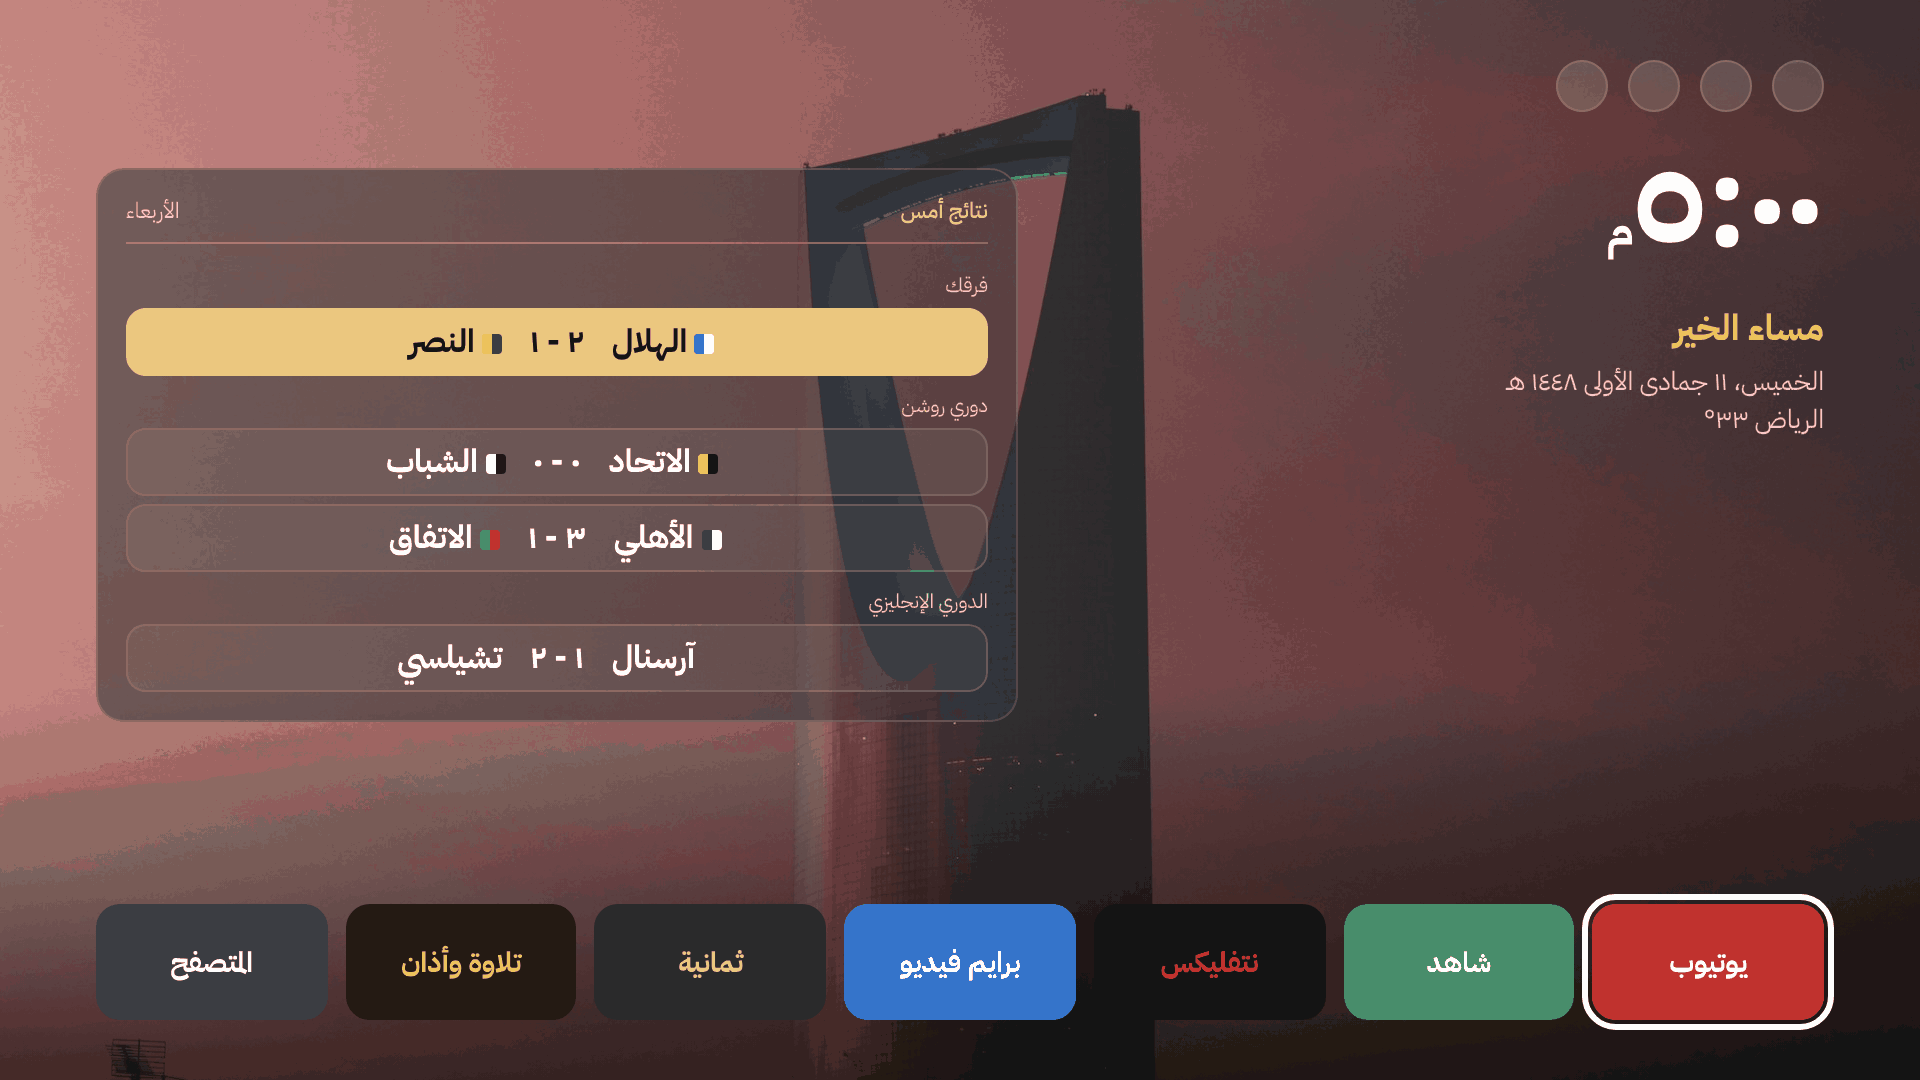 ٥:٠٠م
مساء الخير
الخميس، ١١ جمادى الأولى ١٤٤٨ هـ
الرياض ٣٣°
نتائج أمس
الأربعاء
فرقك
الهلال ٢ - ١ النصر
دوري روشن
الاتحاد ٠ - ٠ الشباب
الأهلي ٣ - ١ الاتفاق
الدوري الإنجليزي
آرسنال ١ - ٢ تشيلسي
يوتيوب
شاهد
نتفليكس
برايم فيديو
ثمانية
تلاوة وأذان
المتصفح